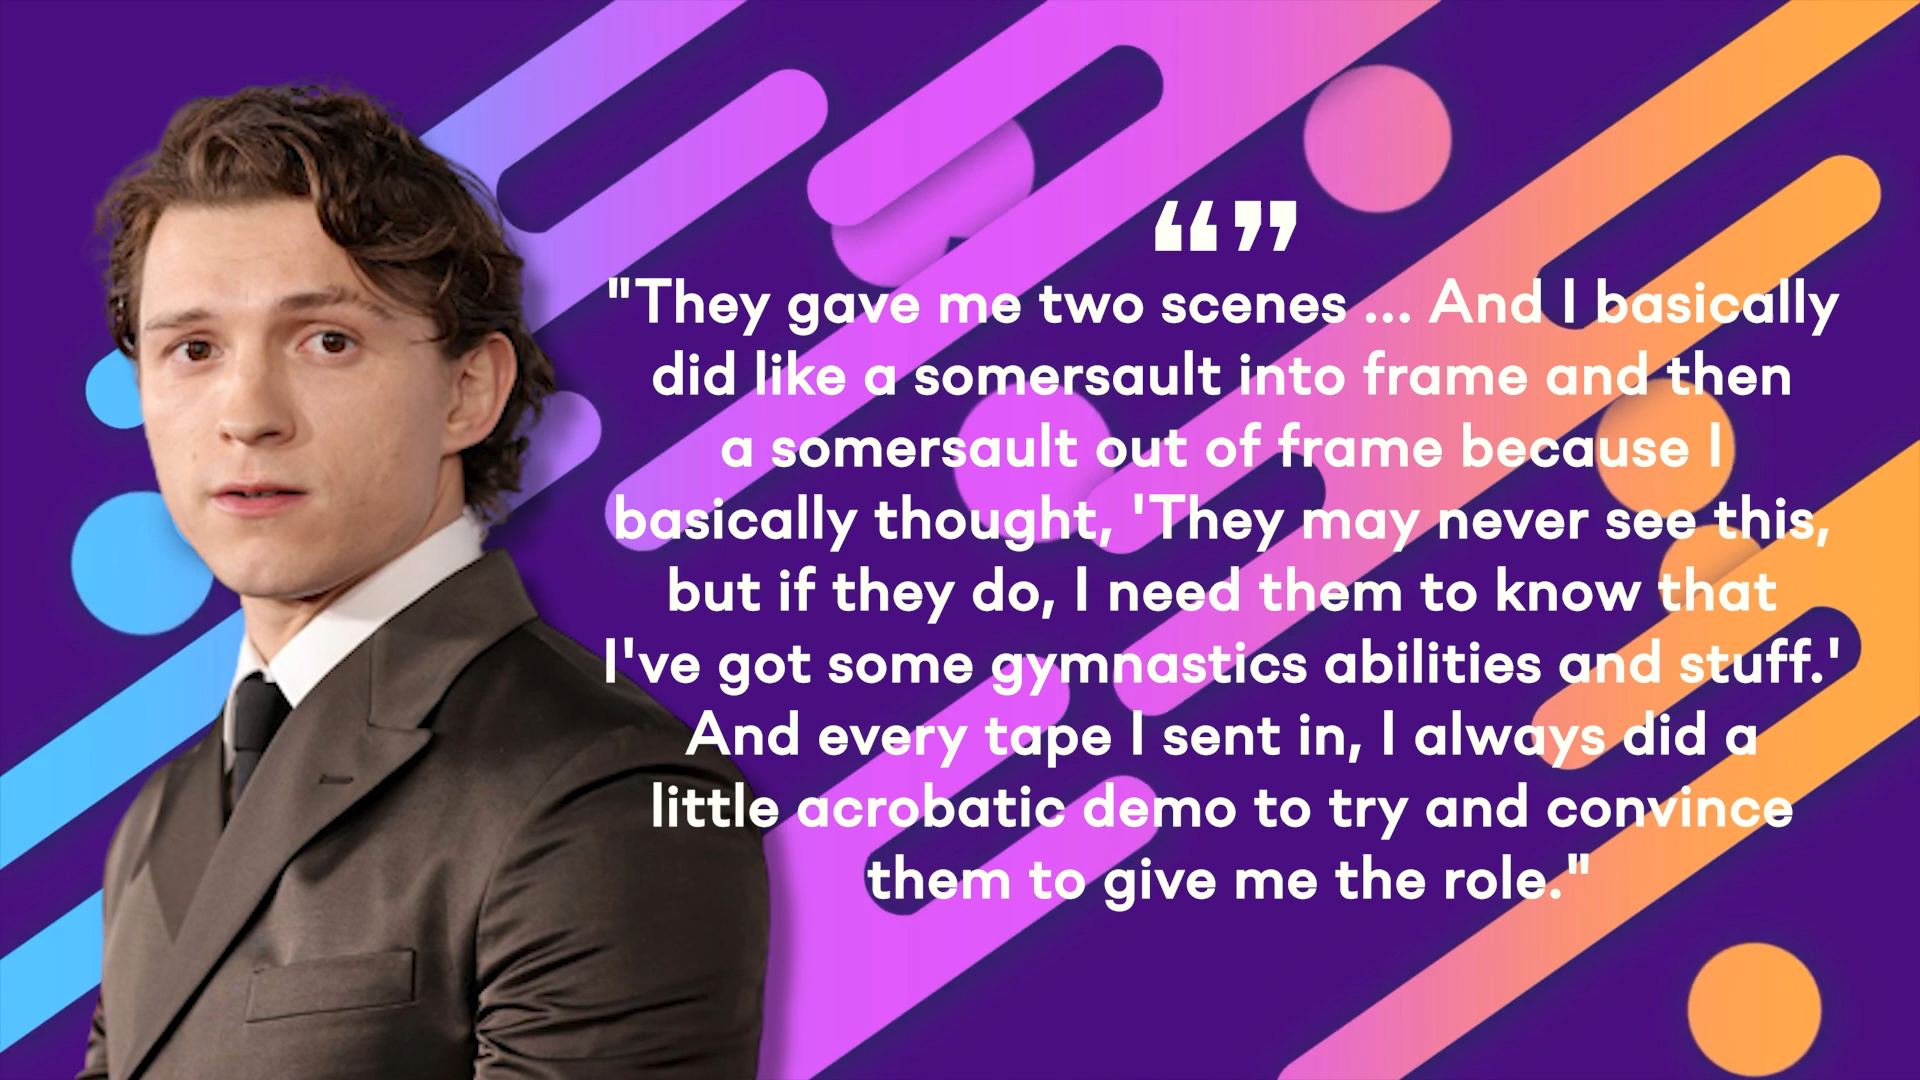 “”
"They gave me two scenes ... And I basically
did like a somersault into frame and then
a somersault out of frame because I
basically thought, 'They may never see this,
but if they do, I need them to know that
I've got some gymnastics abilities and stuff.'
And every tape I sent in, I always did a
little acrobatic demo to try and convince
them to give me the role."